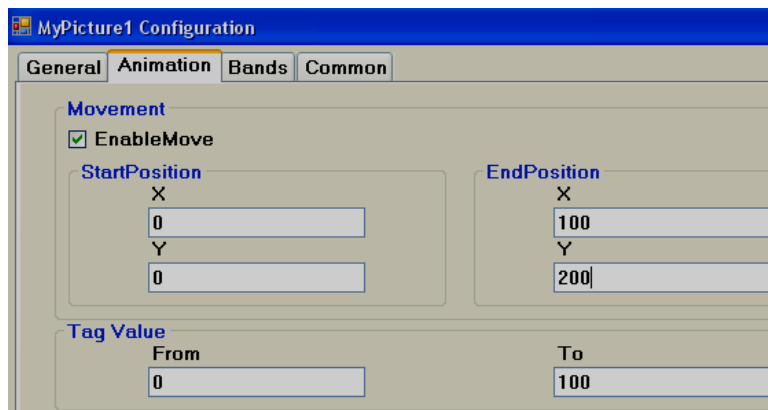 MyPicture1 Configuration
General Animation Bands Common
Movement
EnableMove
StartPosition EndPosition
X X
0 100
Y Y
0 200
Tag Value
From To
0 100